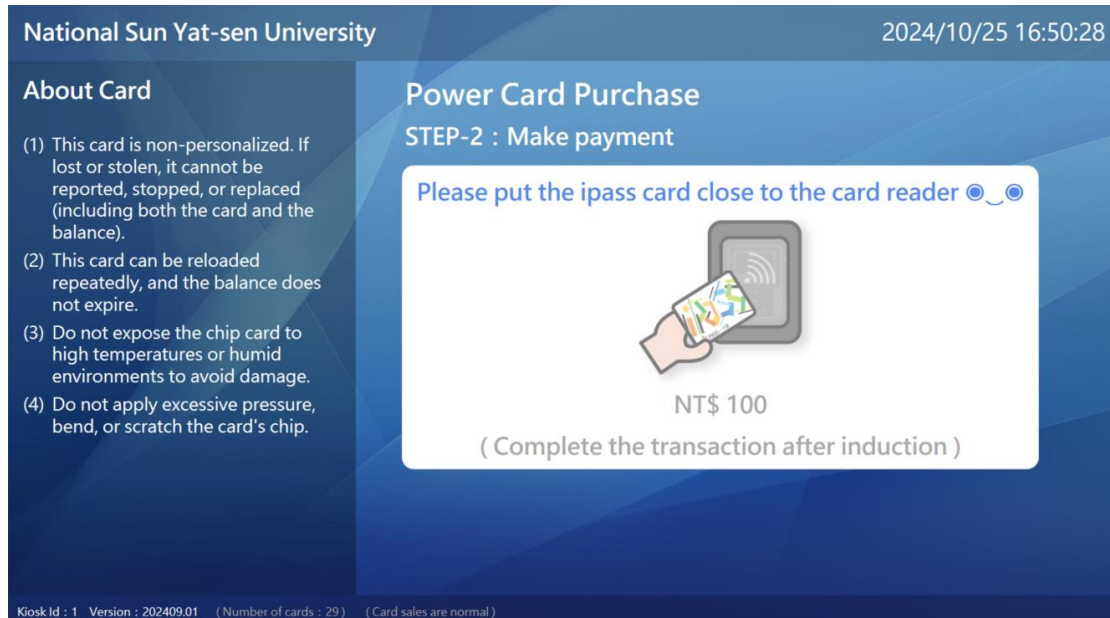 National Sun Yat-sen University
2024/10/25 16:50:28
About Card
(1) This card is non-personalized. If
lost or stolen, it cannot be
reported, stopped, or replaced
(including both the card and the
balance).
(2) This card can be reloaded
repeatedly, and the balance does
not expire.
(3) Do not expose the chip card to
high temperatures or humid
environments to avoid damage.
(4) Do not apply excessive pressure,
bend, or scratch the card's chip.
Power Card Purchase
STEP-2：Make payment
Please put the ipass card close to the card reader ◉‿◉
NT$ 100
( Complete the transaction after induction )
Kiosk Id : 1 Version : 202409.01 ( Number of cards : 29 ) ( Card sales are normal )